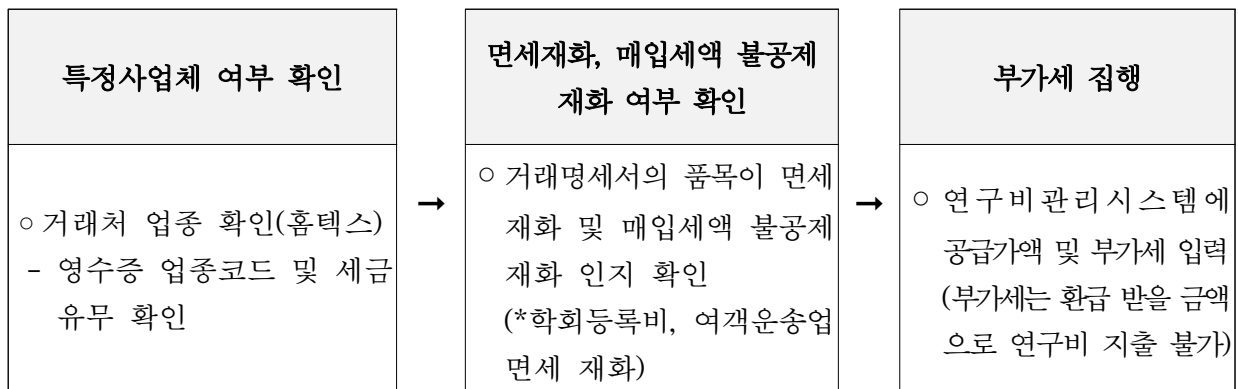 특정사업체 여부 확인
○거래처 업종 확인(홈텍스)
- 영수증 업종코드 및 세금
유무 확인
→
면세재화, 매입세액 불공제
재화 여부 확인
○ 거래명세서의 품목이 면세
재화 및 매입세액 불공제
재화 인지 확인
(*학회등록비, 여객운송업
면세 재화)
→
부가세 집행
○ 연구비관리시스템에
공급가액 및 부가세 입력
(부가세는 환급 받을 금액
으로 연구비 지출 불가)